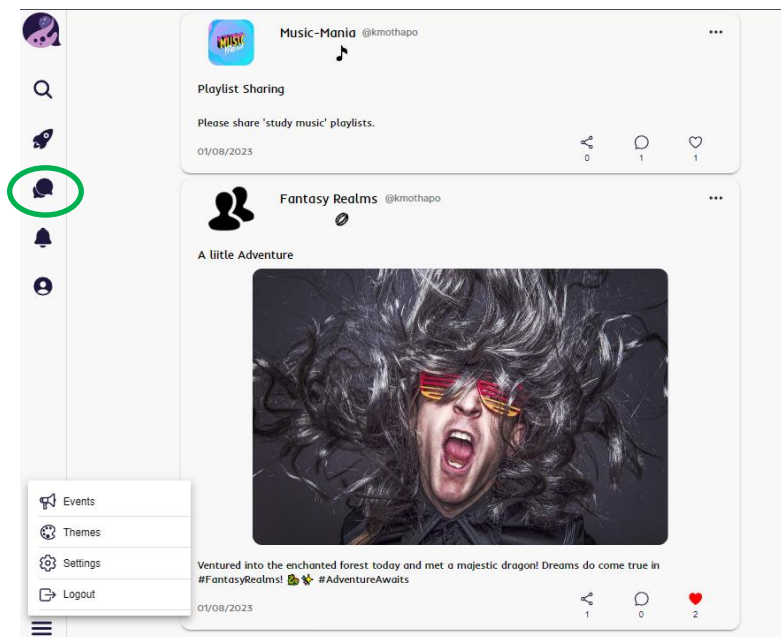 Music-Mania @kmothapo
MUSIC
Playlist Sharing
Please share 'study music' playlists.
01/08/2023
0
1
1
Fantasy Realms @kmothapo
A liitle Adventure
Ventured into the enchanted forest today and met a majestic dragon! Dreams do come true in
#FantasyRealms! 🐉✨ #AdventureAwaits
01/08/2023
1
0
2
Events
Themes
Settings
Logout